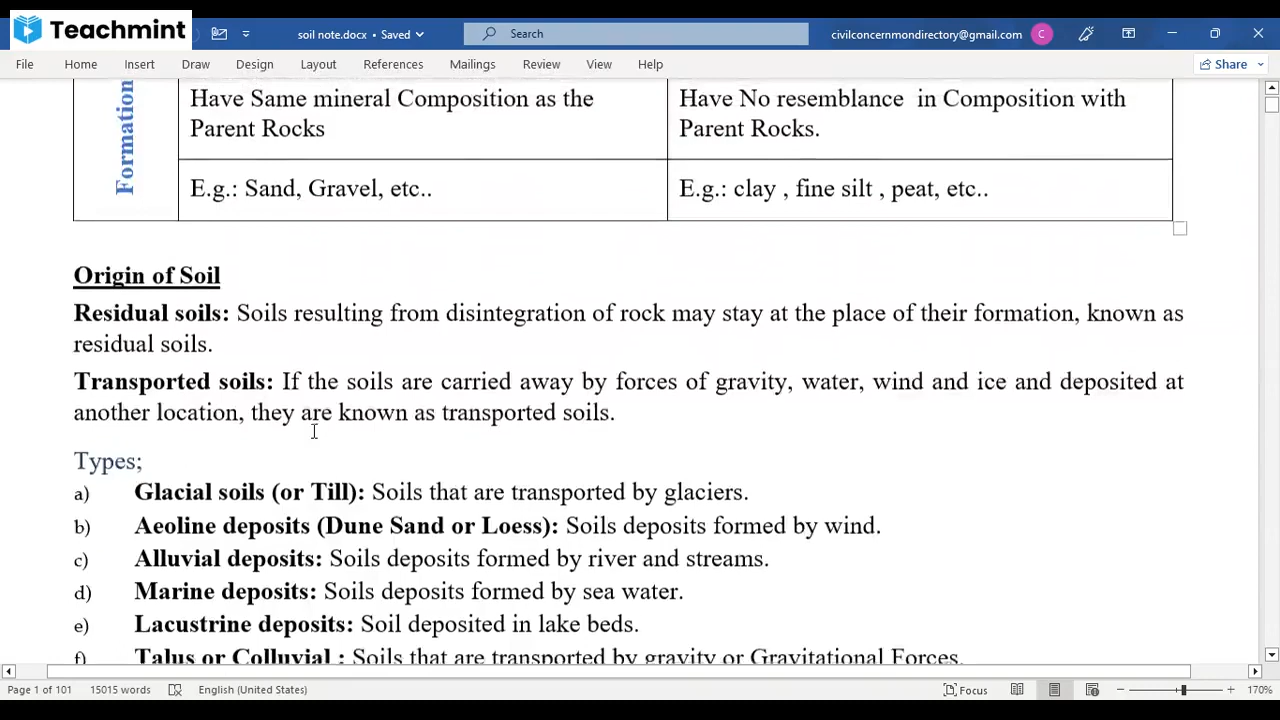 Teachmint
soil note.docx • Saved
Search
civilconcernmondirectory@gmail.com
C
File Home Insert Draw Design Layout References Mailings Review View Help Share
Formation
Have Same mineral Composition as the
Parent Rocks
Have No resemblance in Composition with
Parent Rocks.
E.g.: Sand, Gravel, etc..
E.g.: clay , fine silt , peat, etc..
Origin of Soil
Residual soils: Soils resulting from disintegration of rock may stay at the place of their formation, known as
residual soils.
Transported soils: If the soils are carried away by forces of gravity, water, wind and ice and deposited at
another location, they are known as transported soils.
Types;
a) Glacial soils (or Till): Soils that are transported by glaciers.
b) Aeoline deposits (Dune Sand or Loess): Soils deposits formed by wind.
c) Alluvial deposits: Soils deposits formed by river and streams.
d) Marine deposits: Soils deposits formed by sea water.
e) Lacustrine deposits: Soil deposited in lake beds.
f) Talus or Colluvial : Soils that are transported by gravity or Gravitational Forces.
Page 1 of 101 15015 words English (United States) Focus 170%